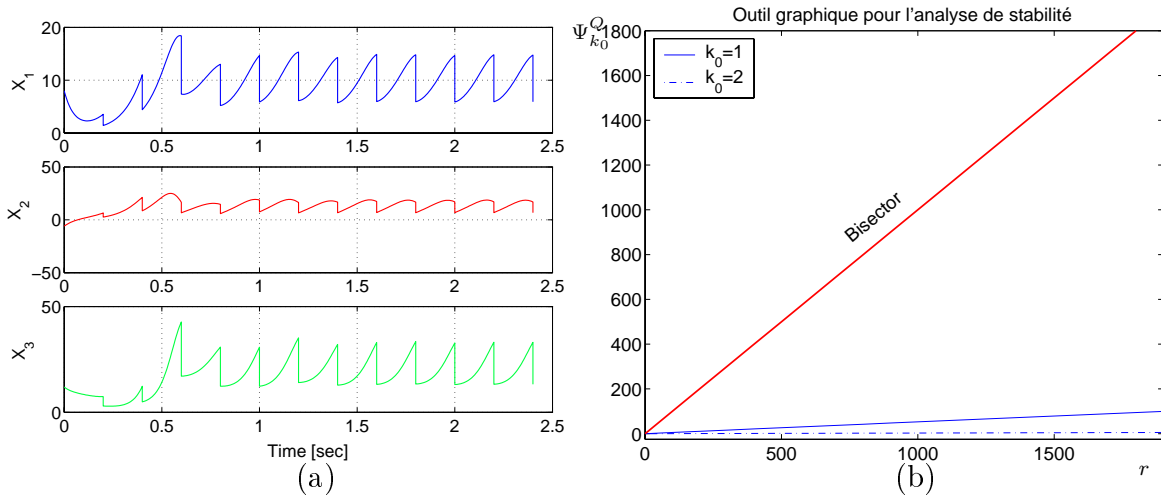 20
10
0
X1
0 0.5 1 1.5 2 2.5
50
0
−50
X2
0 0.5 1 1.5 2 2.5
50
0
X3
0 0.5 1 1.5 2 2.5
Time [sec]
(a)
Outil graphique pour l'analyse de stabilité
Ψ^Q_{k_0}
1800
1600
1400
1200
1000
800
600
400
200
0
k0=1
k0=2
Bisector
0 500 1000 1500
r
(b)